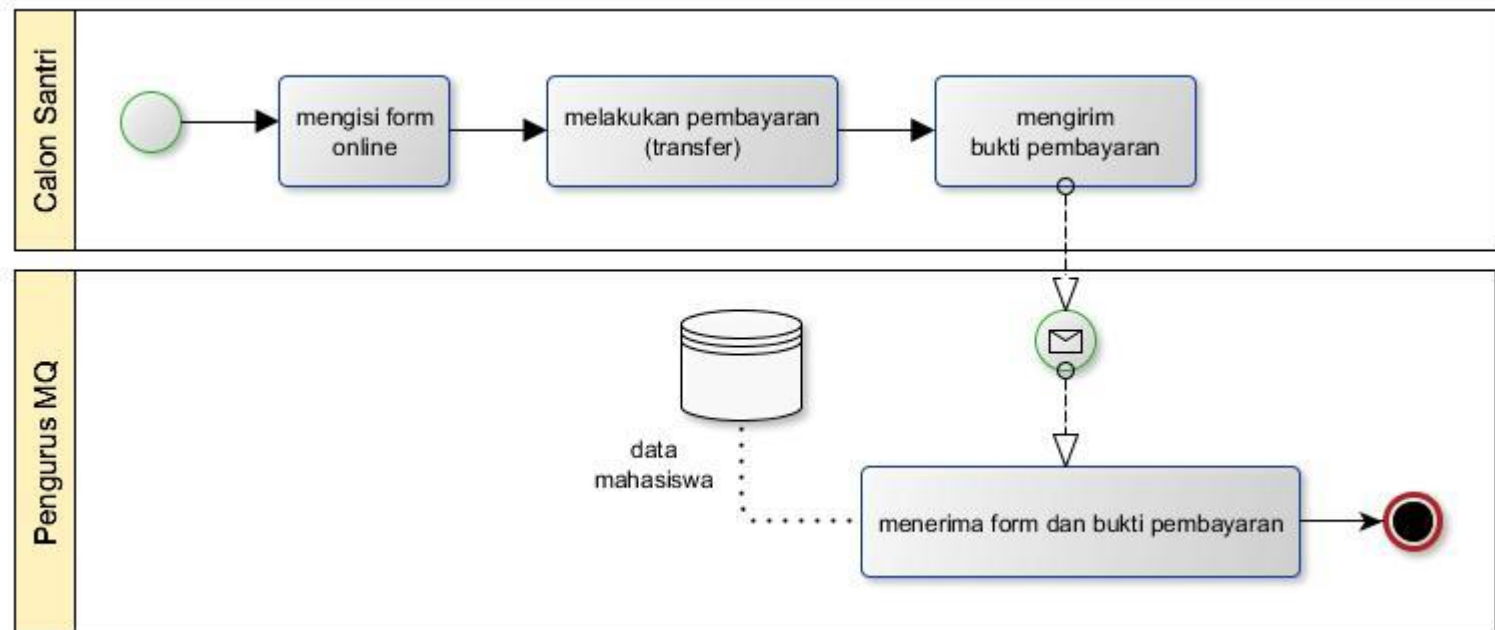 Calon Santri
mengisi form
online
melakukan pembayaran
(transfer)
mengirim
bukti pembayaran
Pengurus MQ
data
mahasiswa
menerima form dan bukti pembayaran